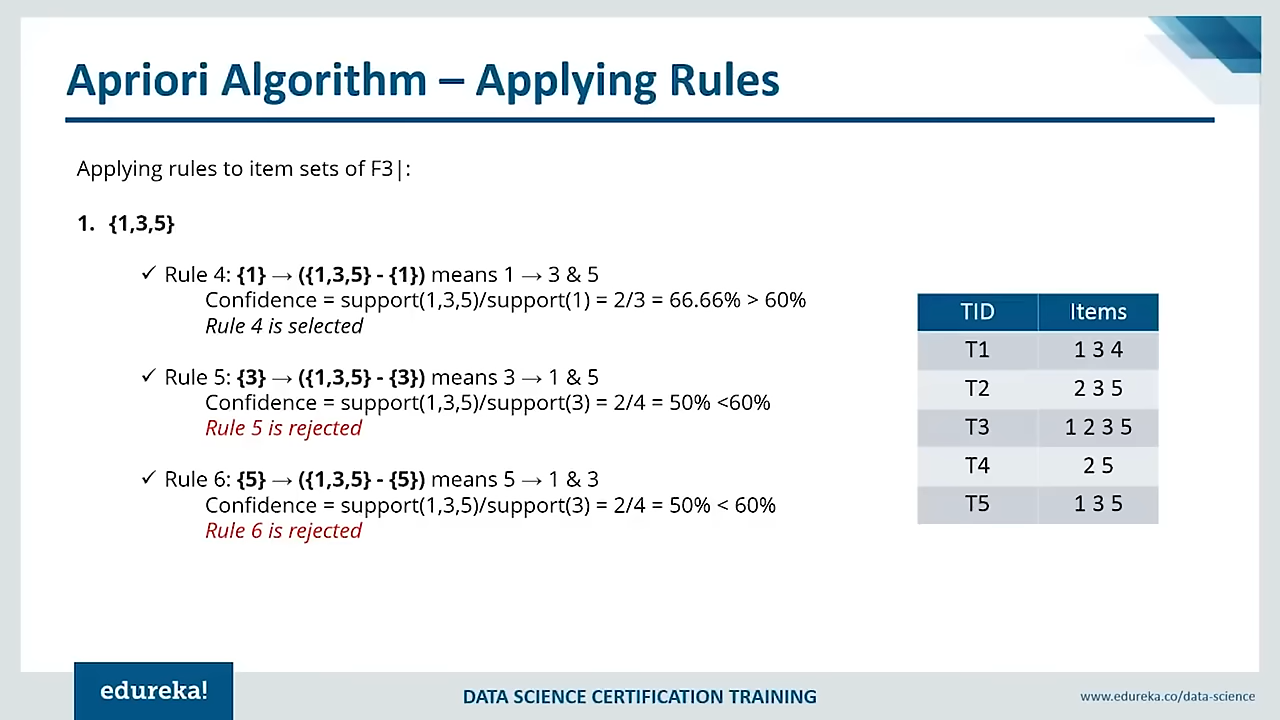 Apriori Algorithm – Applying Rules
Applying rules to item sets of F3|:
1. {1,3,5}
✓ Rule 4: {1} → ({1,3,5} - {1}) means 1 → 3 & 5
Confidence = support(1,3,5)/support(1) = 2/3 = 66.66% > 60%
Rule 4 is selected
✓ Rule 5: {3} → ({1,3,5} - {3}) means 3 → 1 & 5
Confidence = support(1,3,5)/support(3) = 2/4 = 50% <60%
Rule 5 is rejected
✓ Rule 6: {5} → ({1,3,5} - {5}) means 5 → 1 & 3
Confidence = support(1,3,5)/support(3) = 2/4 = 50% < 60%
Rule 6 is rejected
TID Items
T1 1 3 4
T2 2 3 5
T3 1 2 3 5
T4 2 5
T5 1 3 5
edureka!
DATA SCIENCE CERTIFICATION TRAINING
www.edureka.co/data-science